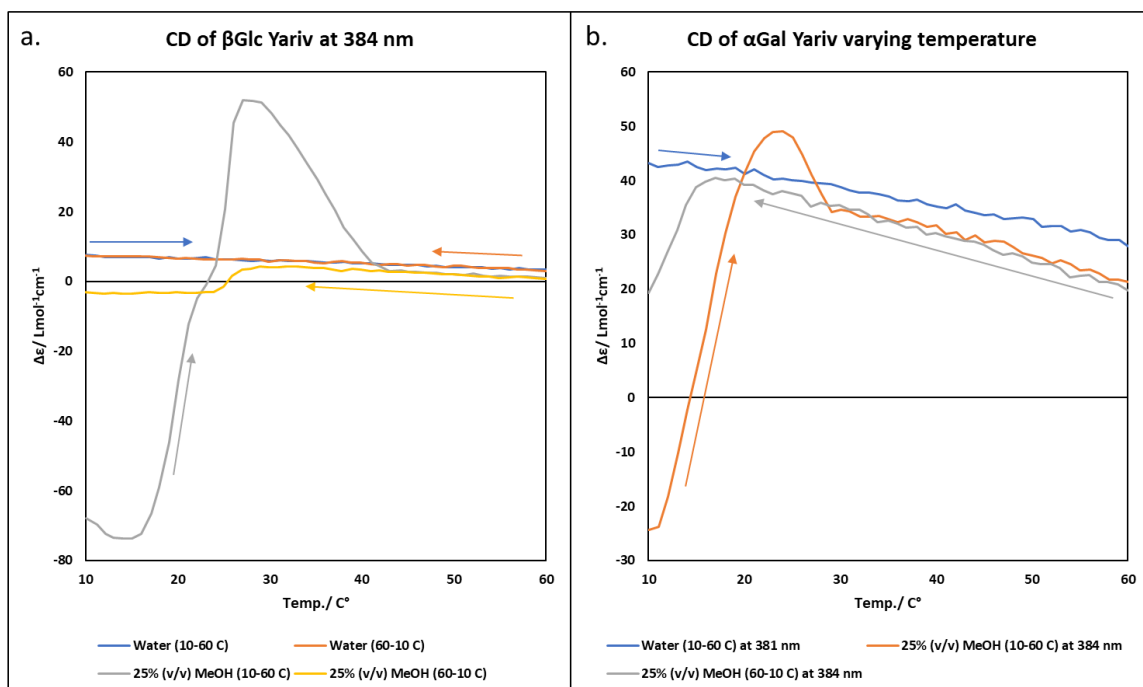 a.
CD of βGlc Yariv at 384 nm
60
40
20
0
-20
-40
-60
-80
Δε/ Lmol⁻¹cm⁻¹
10
20
30
40
50
60
Temp./ C°
Water (10-60 C)
Water (60-10 C)
25% (v/v) MeOH (10-60 C)
25% (v/v) MeOH (60-10 C)
b.
CD of αGal Yariv varying temperature
60
50
40
30
20
10
0
-10
-20
-30
Δε/ Lmol⁻¹cm⁻¹
10
20
30
40
50
60
Temp./ C°
Water (10-60 C) at 381 nm
25% (v/v) MeOH (10-60 C) at 384 nm
25% (v/v) MeOH (60-10 C) at 384 nm